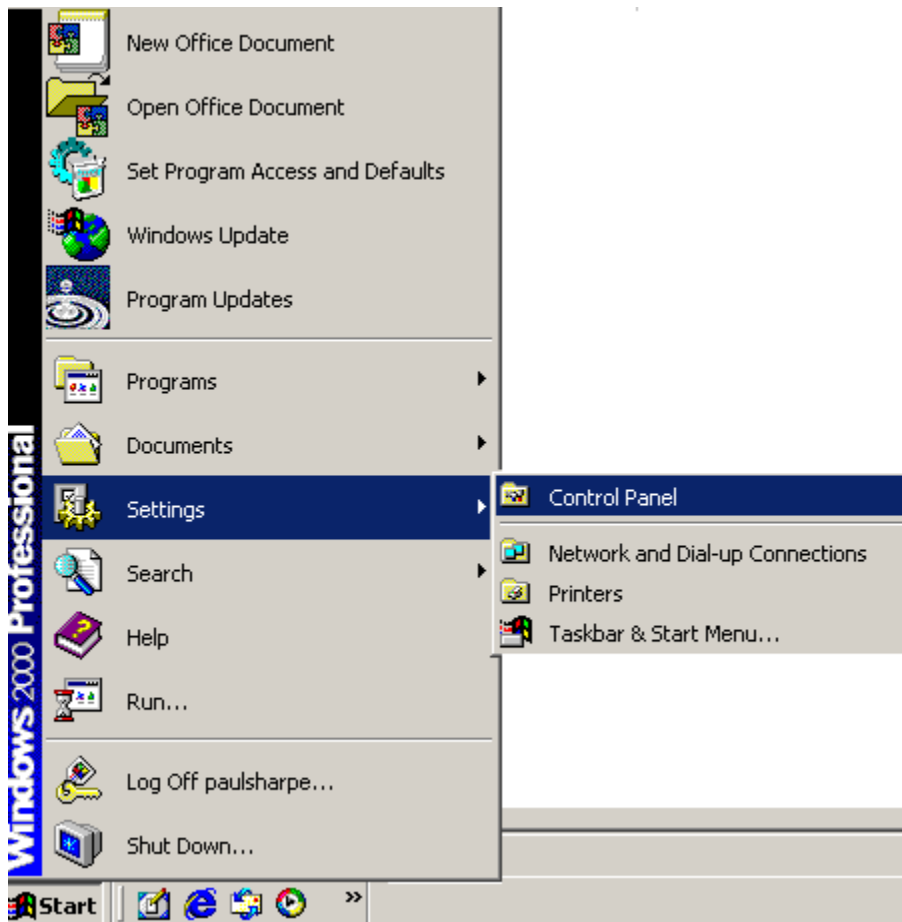 New Office Document
Open Office Document
Set Program Access and Defaults
Windows Update
Program Updates
Programs
Documents
Settings
Control Panel
Network and Dial-up Connections
Printers
Taskbar & Start Menu...
Search
Help
Run...
Log Off paulsharpe...
Shut Down...
Windows 2000 Professional
Start
»